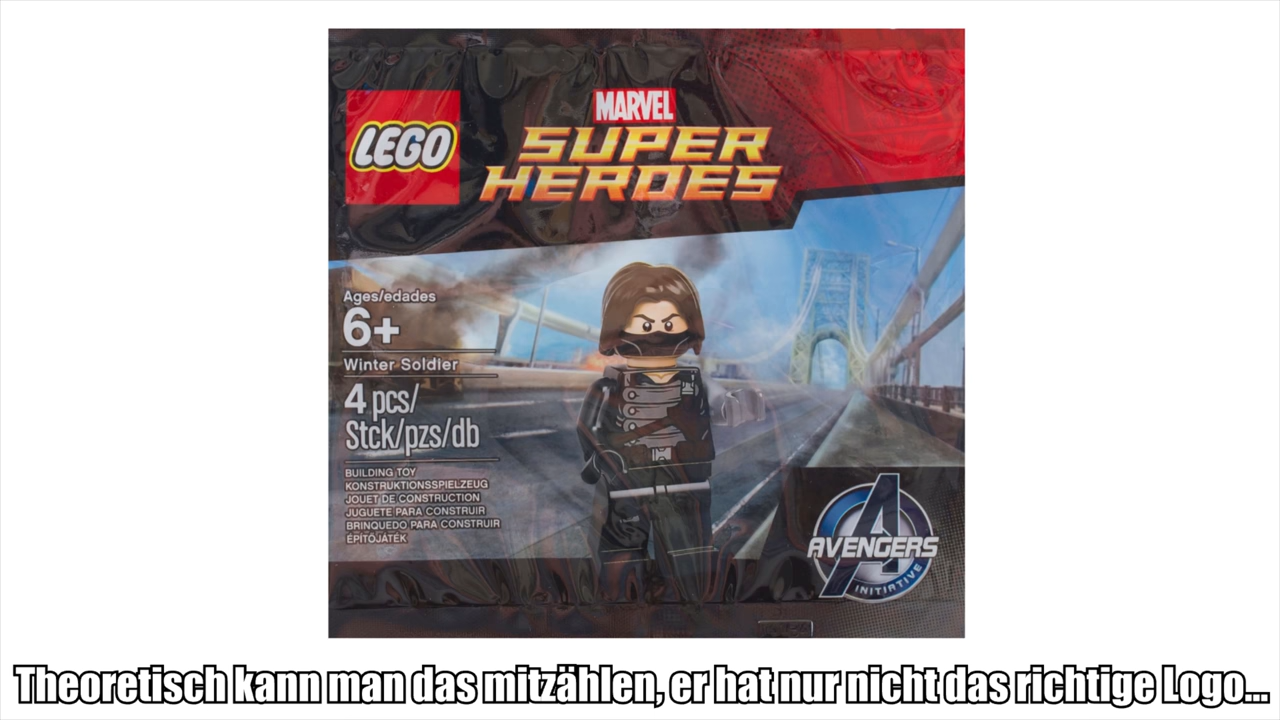 LEGO
MARVEL
SUPER
HEROES
Ages/edades
6+
Winter Soldier
4 pcs/
Stck/pzs/db
BUILDING TOY
KONSTRUKTIONSSPIELZEUG
JOUET DE CONSTRUCTION
JUGUETE PARA CONSTRUIR
BRINQUEDO PARA CONSTRUIR
ÉPÍTŐJÁTÉK
AVENGERS
INITIATIVE
Theoretisch kann man das mitzählen, er hat nur nicht das richtige Logo...